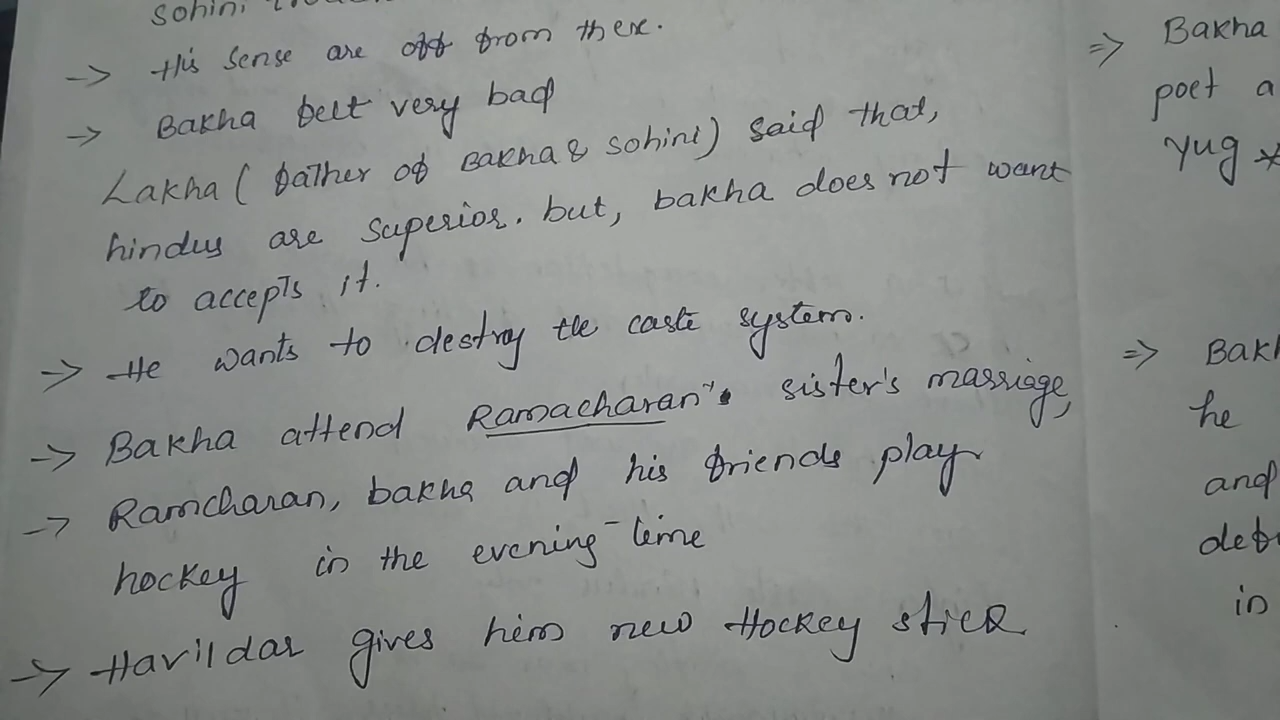 sohini
-> His sense are off from there.
-> Bakha felt very bad
Lakha ( father of Bakha & sohini) said that,
hindus are superior. but, bakha does not want
to accepts it.
-> He wants to destroy the caste system.
-> Bakha attend Ramacharan's sister's marriage,
-> Ramcharan, bakha and his friends play
hockey in the evening-time
-> Havildar gives him new Hockey stick
=> Bakha
poet a
yug *
=>
he
and
in